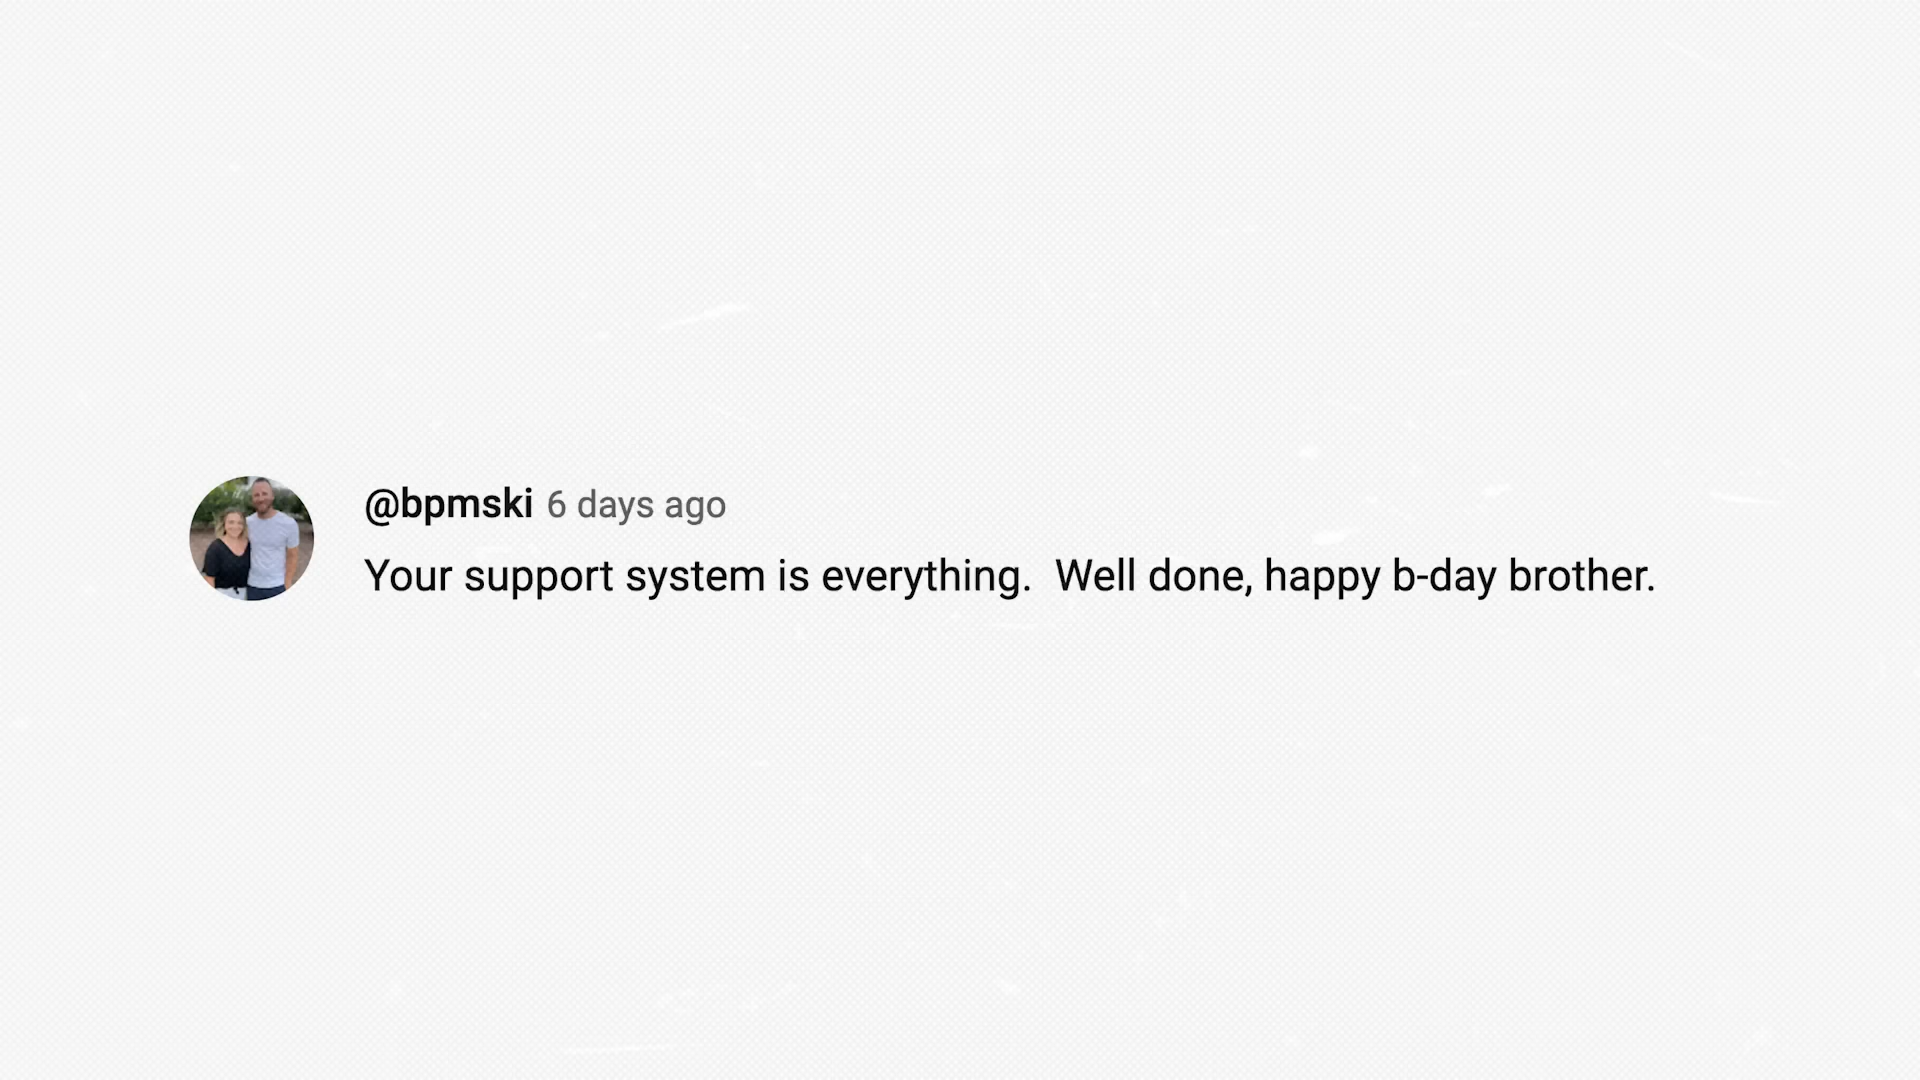 @bpmski 6 days ago
Your support system is everything.  Well done, happy b-day brother.